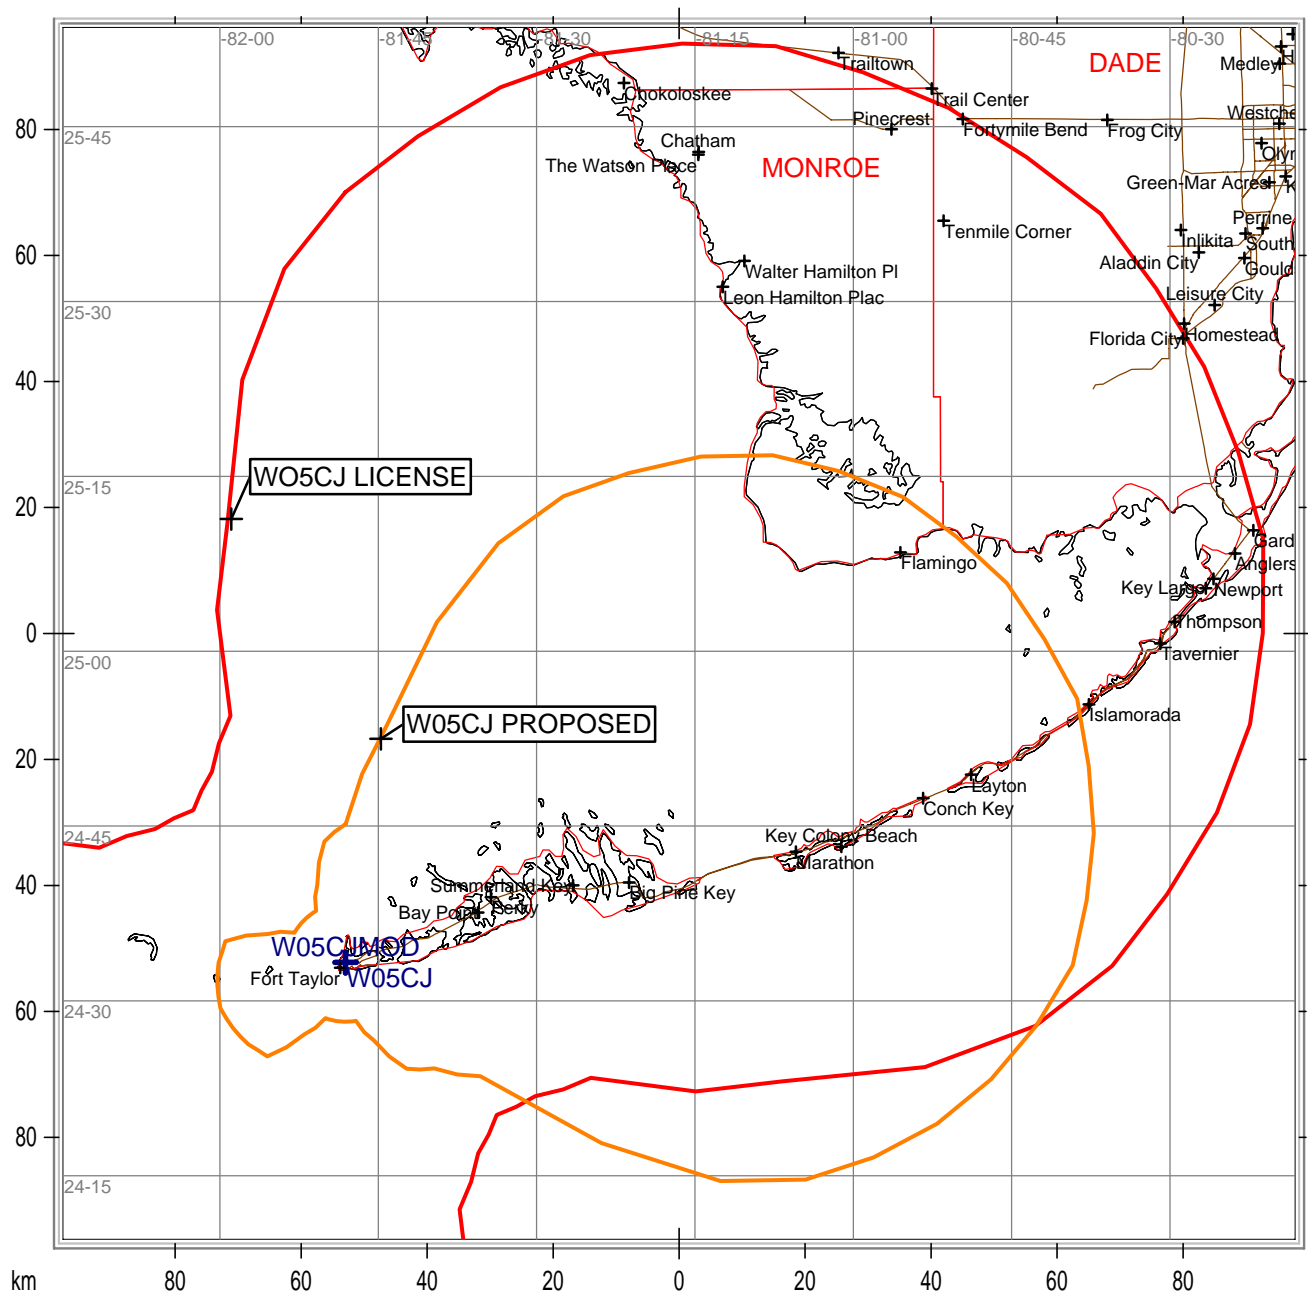 -82-00
-81-45
-81-30
-81-15
-81-00
-80-45
-80-30
DADE
Trailtown
Medley
Chokoloskee
Trail Center
Westche
80
25-45
Pinecrest
Fortymile Bend
Frog City
Chatham
Olyn
The Watson Place
MONROE
Green-Mar Acres
K
Perrine
Tenmile Corner
Inlikita
South
60
Aladdin City
Gould
Walter Hamilton Pl
Leon Hamilton Plac
Leisure City
25-30
Florida City
Homestead
40
WO5CJ LICENSE
25-15
20
Gard
Flamingo
Anglers
Key Largo
Newport
0
Thompson
25-00
Tavernier
W05CJ PROPOSED
Islamorada
20
Layton
Conch Key
24-45
Key Colony Beach
Marathon
40
Summerland Key
Big Pine Key
Bay Point
Perry
W05CJMOD
Fort Taylor
W05CJ
24-30
60
80
24-15
km
80
60
40
20
0
20
40
60
80